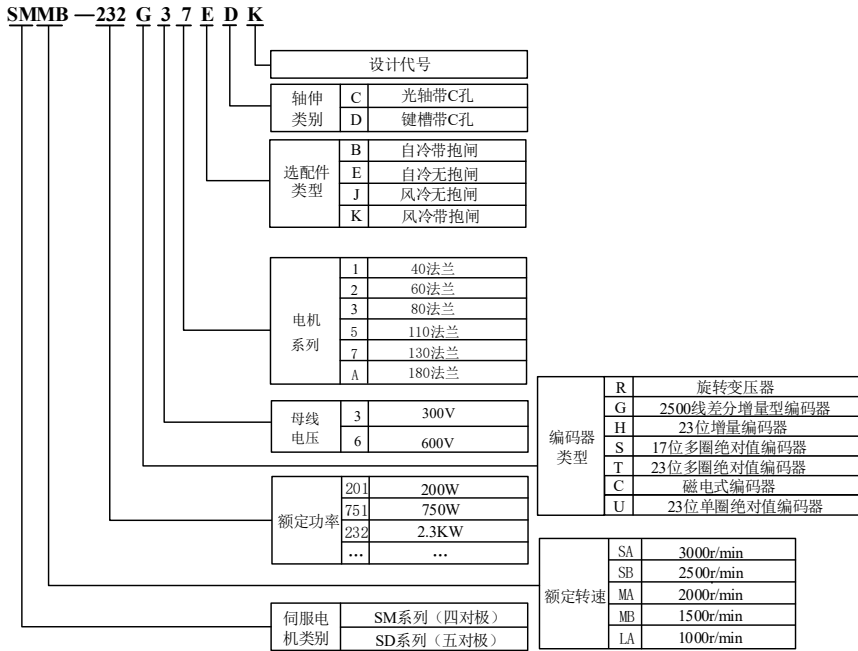 SMMB—232 G 3 7 E D K
设计代号
轴伸类别
C 光轴带C孔
D 键槽带C孔
选配件类型
B 自冷带抱闸
E 自冷无抱闸
J 风冷无抱闸
K 风冷带抱闸
电机系列
1 40法兰
2 60法兰
3 80法兰
5 110法兰
7 130法兰
A 180法兰
母线电压
3 300V
6 600V
编码器类型
R 旋转变压器
G 2500线差分增量型编码器
H 23位增量编码器
S 17位多圈绝对值编码器
T 23位多圈绝对值编码器
C 磁电式编码器
U 23位单圈绝对值编码器
额定功率
201 200W
751 750W
232 2.3KW
… …
额定转速
SA 3000r/min
SB 2500r/min
MA 2000r/min
MB 1500r/min
LA 1000r/min
伺服电机类别
SM系列（四对极）
SD系列（五对极）